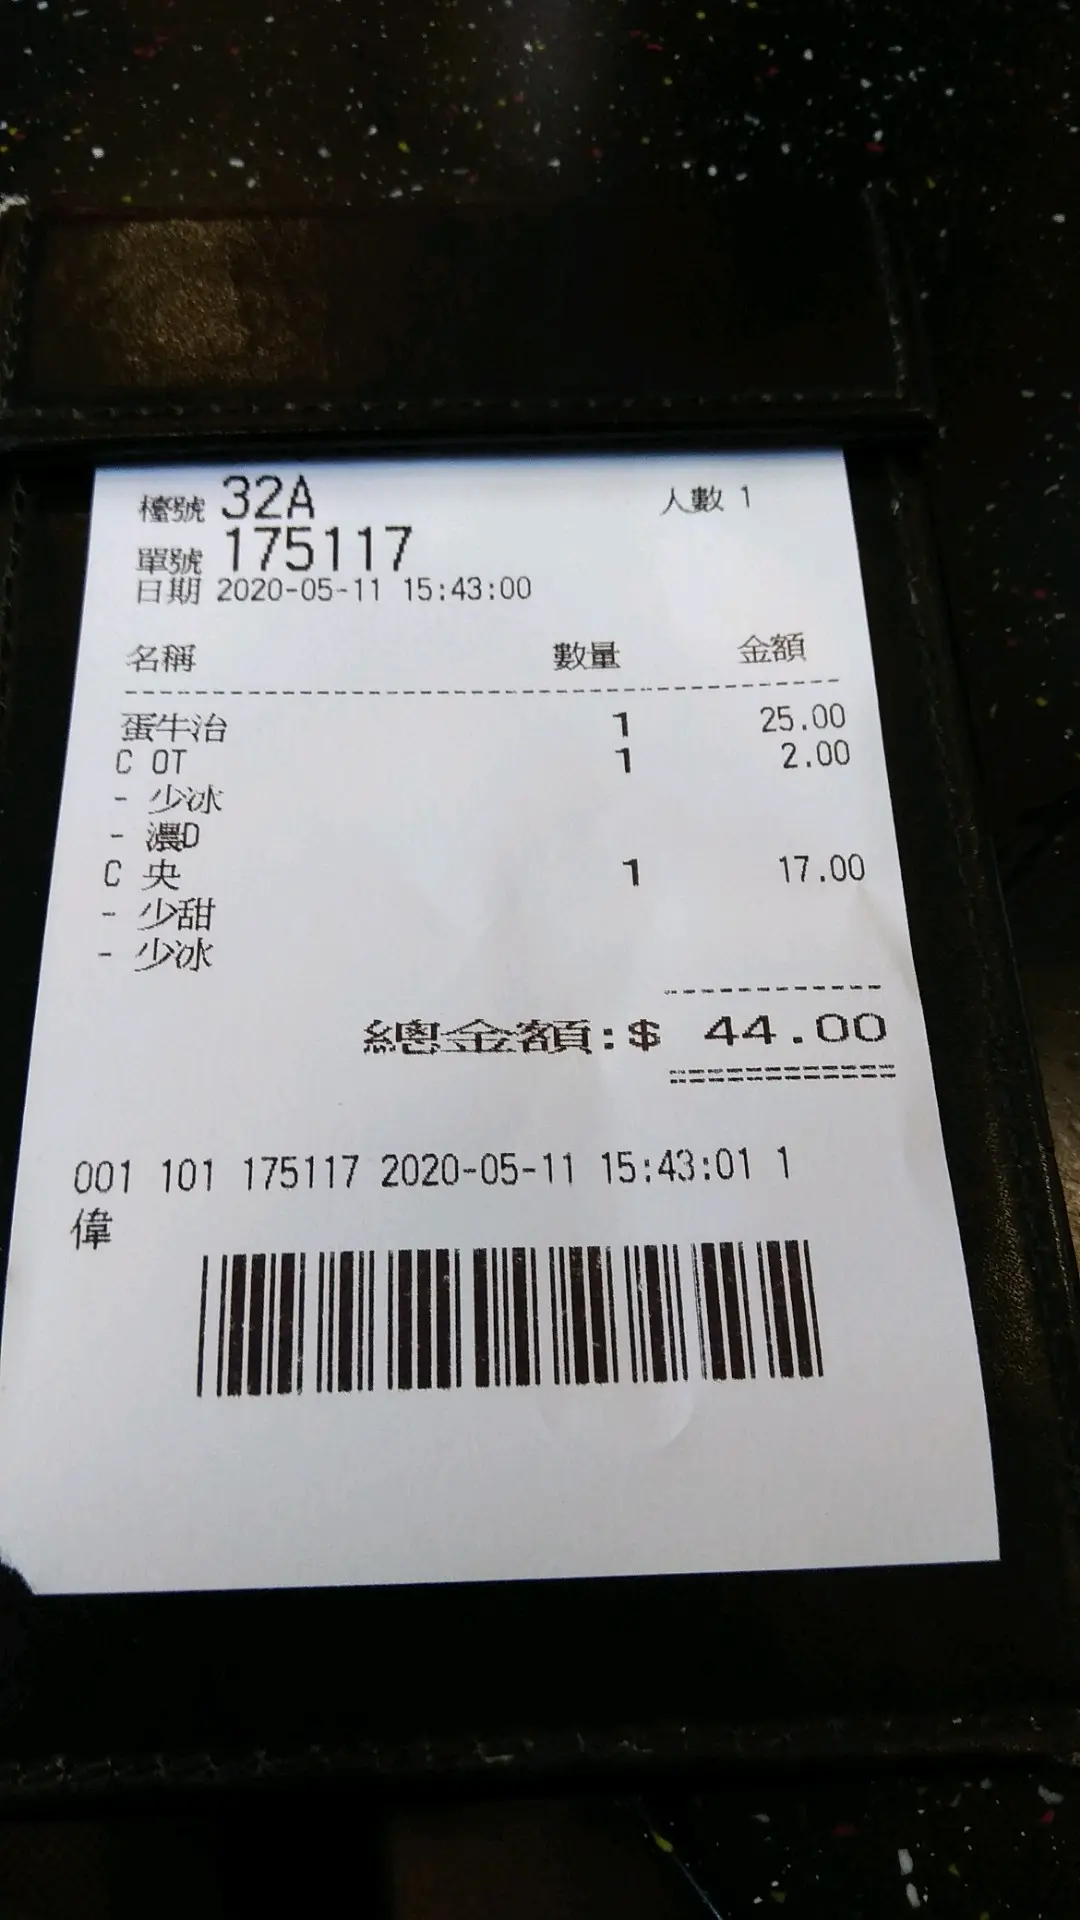 檯號 32A 人數 1
單號 175117
日期 2020-05-11 15:43:00
名稱 數量 金額
蛋牛治 1 25.00
C OT 1 2.00
- 少冰
- 濃D
C 央 1 17.00
- 少甜
- 少冰
總金額:$ 44.00
001 101 175117 2020-05-11 15:43:01 1
偉